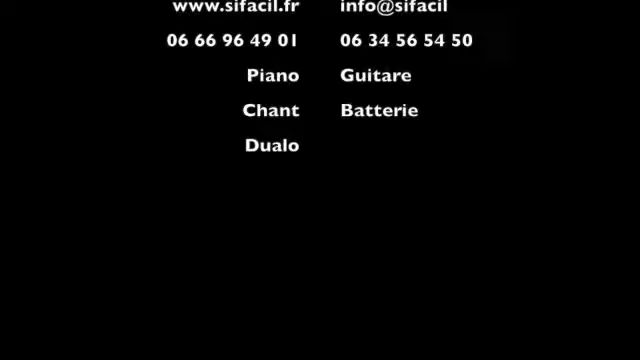 www.sifacil.fr info@sifacil
06 66 96 49 01 06 34 56 54 50
Piano Guitare
Chant Batterie
Dualo